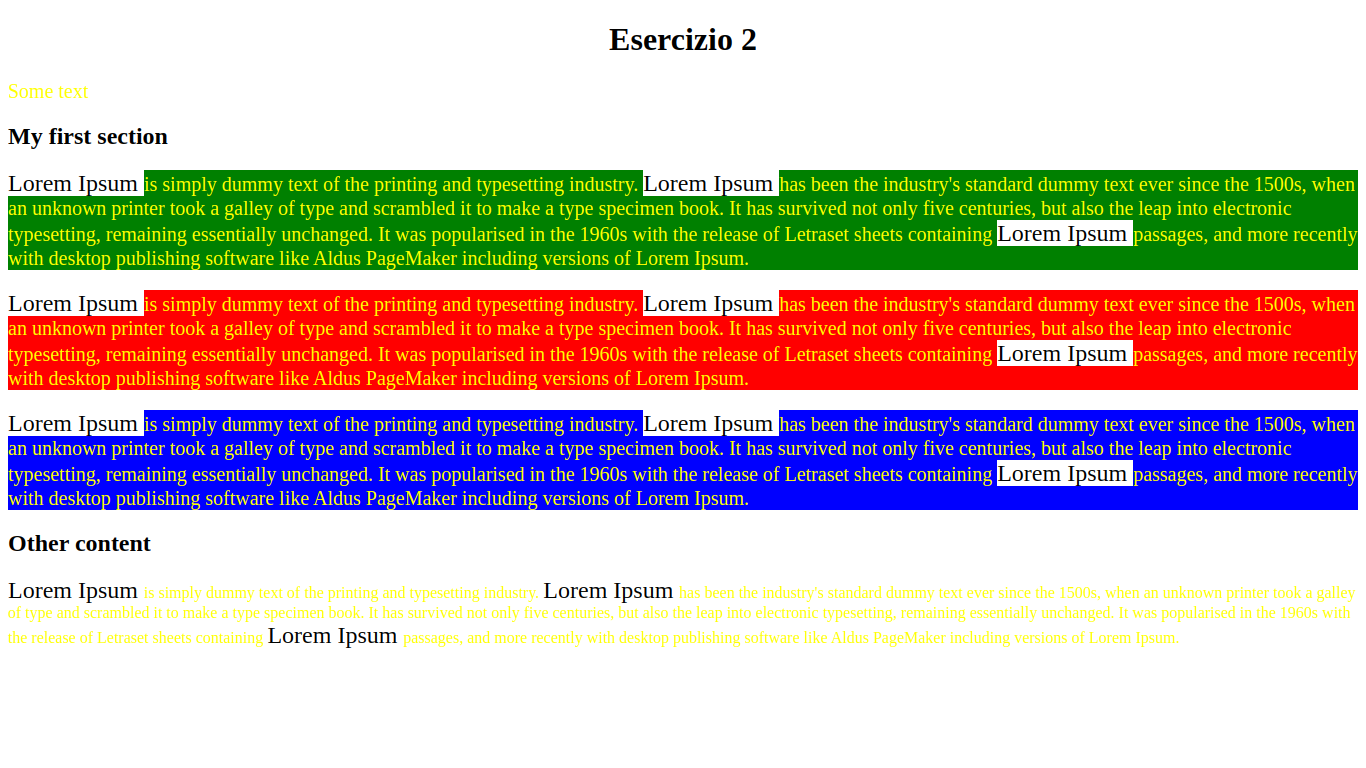 Esercizio 2
Some text
My first section
Lorem Ipsum is simply dummy text of the printing and typesetting industry. Lorem Ipsum has been the industry's standard dummy text ever since the 1500s, when
an unknown printer took a galley of type and scrambled it to make a type specimen book. It has survived not only five centuries, but also the leap into electronic
typesetting, remaining essentially unchanged. It was popularised in the 1960s with the release of Letraset sheets containing Lorem Ipsum passages, and more recently
with desktop publishing software like Aldus PageMaker including versions of Lorem Ipsum.
Lorem Ipsum is simply dummy text of the printing and typesetting industry. Lorem Ipsum has been the industry's standard dummy text ever since the 1500s, when
an unknown printer took a galley of type and scrambled it to make a type specimen book. It has survived not only five centuries, but also the leap into electronic
typesetting, remaining essentially unchanged. It was popularised in the 1960s with the release of Letraset sheets containing Lorem Ipsum passages, and more recently
with desktop publishing software like Aldus PageMaker including versions of Lorem Ipsum.
Lorem Ipsum is simply dummy text of the printing and typesetting industry. Lorem Ipsum has been the industry's standard dummy text ever since the 1500s, when
an unknown printer took a galley of type and scrambled it to make a type specimen book. It has survived not only five centuries, but also the leap into electronic
typesetting, remaining essentially unchanged. It was popularised in the 1960s with the release of Letraset sheets containing Lorem Ipsum passages, and more recently
with desktop publishing software like Aldus PageMaker including versions of Lorem Ipsum.
Other content
Lorem Ipsum is simply dummy text of the printing and typesetting industry. Lorem Ipsum has been the industry's standard dummy text ever since the 1500s, when an unknown printer took a galley
of type and scrambled it to make a type specimen book. It has survived not only five centuries, but also the leap into electronic typesetting, remaining essentially unchanged. It was popularised in the 1960s with
the release of Letraset sheets containing Lorem Ipsum passages, and more recently with desktop publishing software like Aldus PageMaker including versions of Lorem Ipsum.